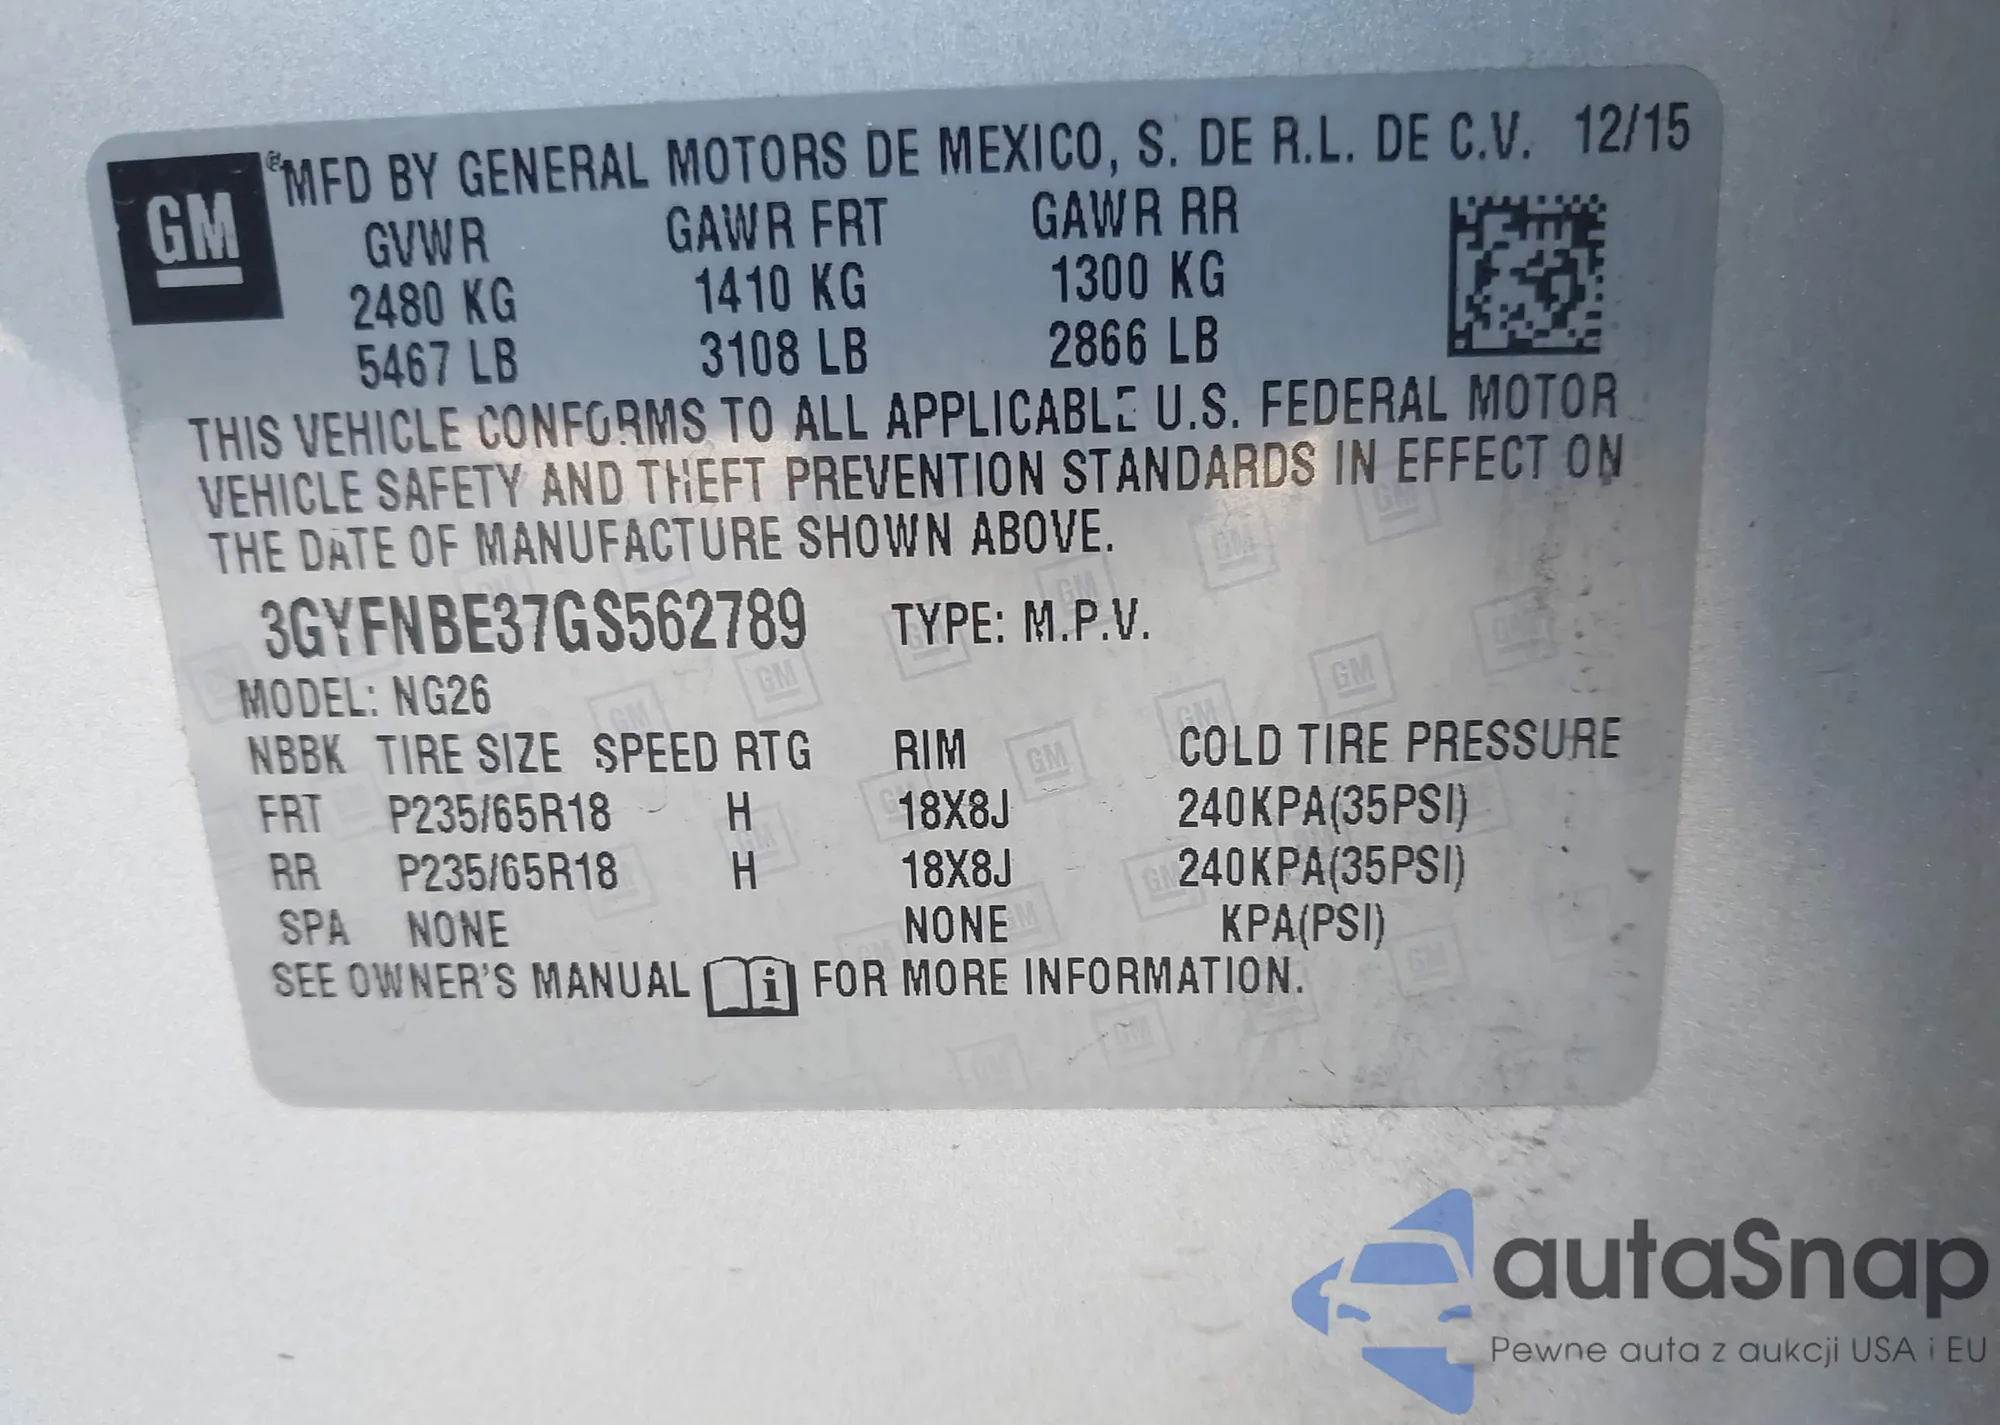 GM
® MFD BY GENERAL MOTORS DE MEXICO, S. DE R.L. DE C.V. 12/15
GVWR GAWR FRT GAWR RR
2480 KG 1410 KG 1300 KG
5467 LB 3108 LB 2866 LB
THIS VEHICLE CONFORMS TO ALL APPLICABLE U.S. FEDERAL MOTOR
VEHICLE SAFETY AND THEFT PREVENTION STANDARDS IN EFFECT ON
THE DATE OF MANUFACTURE SHOWN ABOVE.
3GYFNBE37GS562789 TYPE: M.P.V.
MODEL: NG26
NBBK TIRE SIZE SPEED RTG RIM COLD TIRE PRESSURE
FRT P235/65R18 H 18X8J 240KPA(35PSI)
RR P235/65R18 H 18X8J 240KPA(35PSI)
SPA NONE NONE KPA(PSI)
SEE OWNER'S MANUAL i FOR MORE INFORMATION.
autaSnap
Pewne auta z aukcji USA i EU